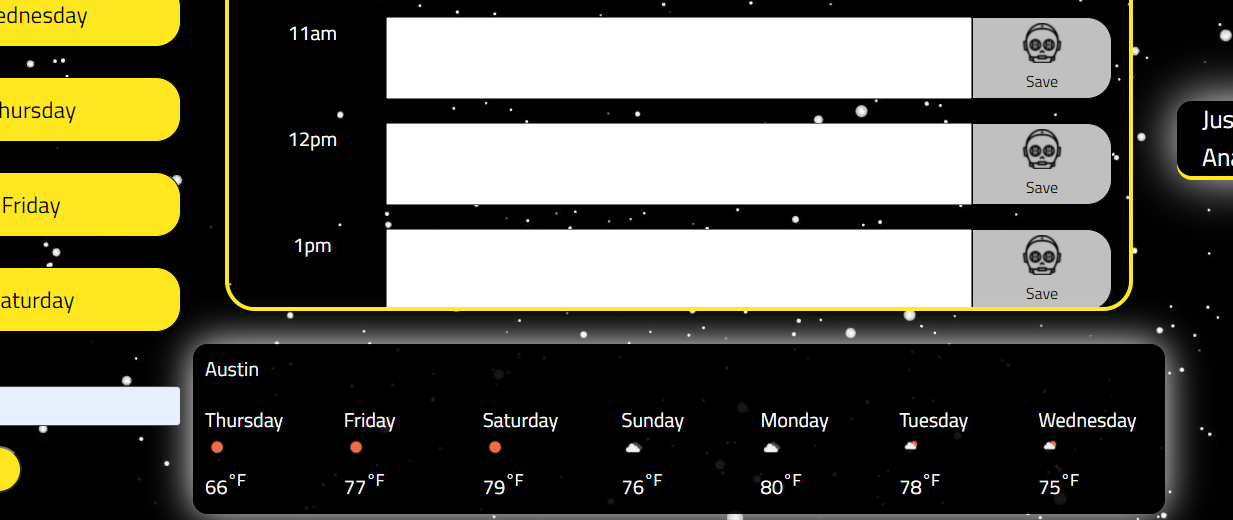 ednesday
hursday
Friday
aturday
11am
Save
12pm
Save
1pm
Save
Jus
Ana
Austin
Thursday Friday Saturday Sunday Monday Tuesday Wednesday
66°F 77°F 79°F 76°F 80°F 78°F 75°F